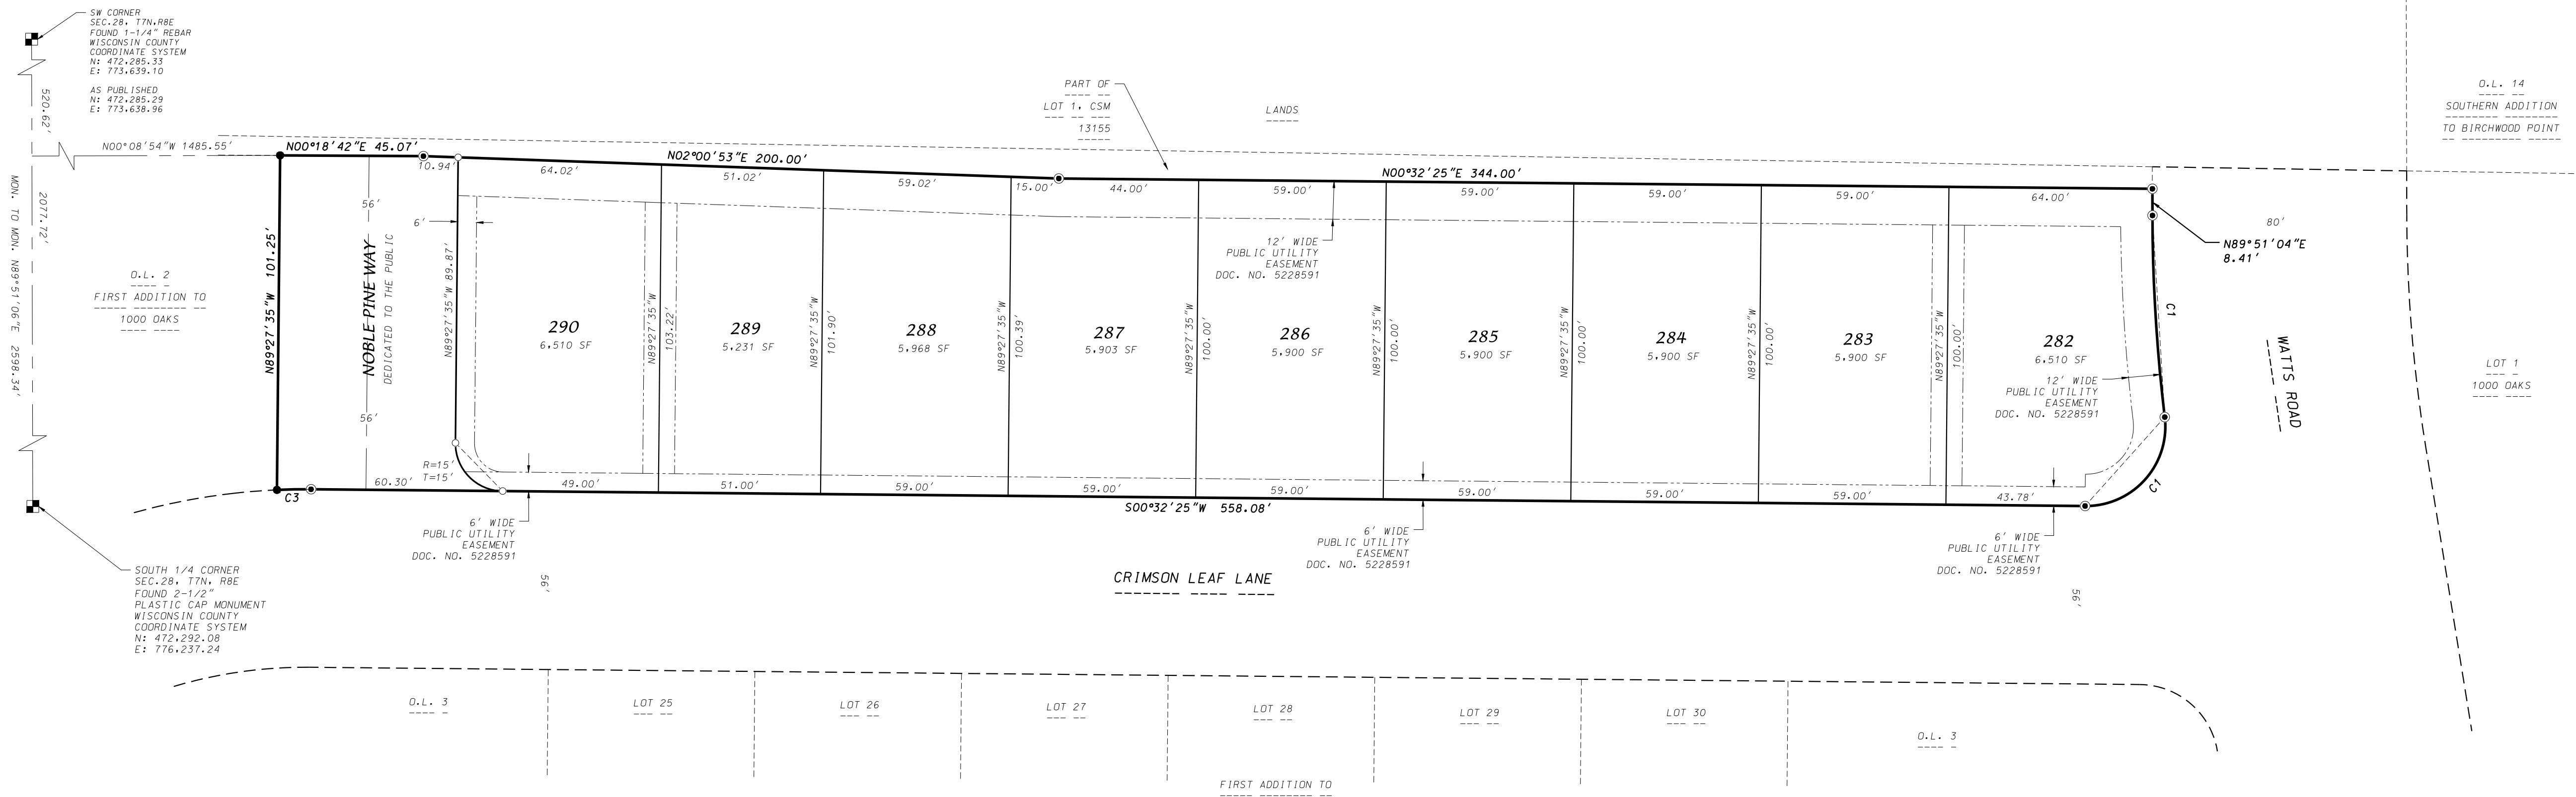 SW CORNER
SEC.28, T7N,R8E
FOUND 1-1/4" REBAR
WISCONSIN COUNTY
COORDINATE SYSTEM
N: 472,285.33
E: 773,639.10
AS PUBLISHED
N: 472,285.29
E: 773,638.96
520.62'
N00°08'54"W 1485.55'
2077.72'
MON. TO MON. N89°51'06"E 2598.34'
O.L. 2
FIRST ADDITION TO
1000 OAKS
SOUTH 1/4 CORNER
SEC.28, T7N, R8E
FOUND 2-1/2"
PLASTIC CAP MONUMENT
WISCONSIN COUNTY
COORDINATE SYSTEM
N: 472,292.08
E: 776,237.24
N00°18'42"E 45.07'
10.94'
N02°00'53"E 200.00'
64.02'
51.02'
59.02'
15.00'
PART OF
LOT 1, CSM
13155
LANDS
N00°32'25"E 344.00'
44.00'
59.00'
59.00'
59.00'
59.00'
64.00'
O.L. 14
SOUTHERN ADDITION
TO BIRCHWOOD POINT
80'
N89°51'04"E
8.41'
N89°27'35"W 101.25'
56'
NOBLE PINE WAY
DEDICATED TO THE PUBLIC
56'
6'
N89°27'35"W 89.87'
290
6,510 SF
N89°27'35"W
103.22'
289
5,231 SF
N89°27'35"W
101.90'
288
5,968 SF
N89°27'35"W
100.39'
287
5,903 SF
N89°27'35"W
100.00'
12' WIDE
PUBLIC UTILITY
EASEMENT
DOC. NO. 5228591
286
5,900 SF
N89°27'35"W
100.00'
285
5,900 SF
N89°27'35"W
100.00'
284
5,900 SF
N89°27'35"W
100.00'
283
5,900 SF
N89°27'35"W
100.00'
282
6,510 SF
12' WIDE
PUBLIC UTILITY
EASEMENT
DOC. NO. 5228591
C1
C1
WATTS ROAD
LOT 1
1000 OAKS
C3
60.30'
R=15'
T=15'
49.00'
51.00'
59.00'
59.00'
59.00'
59.00'
59.00'
59.00'
43.78'
S00°32'25"W 558.08'
6' WIDE
PUBLIC UTILITY
EASEMENT
DOC. NO. 5228591
6' WIDE
PUBLIC UTILITY
EASEMENT
DOC. NO. 5228591
6' WIDE
PUBLIC UTILITY
EASEMENT
DOC. NO. 5228591
56'
CRIMSON LEAF LANE
56'
O.L. 3
LOT 25
LOT 26
LOT 27
LOT 28
LOT 29
LOT 30
O.L. 3
FIRST ADDITION TO